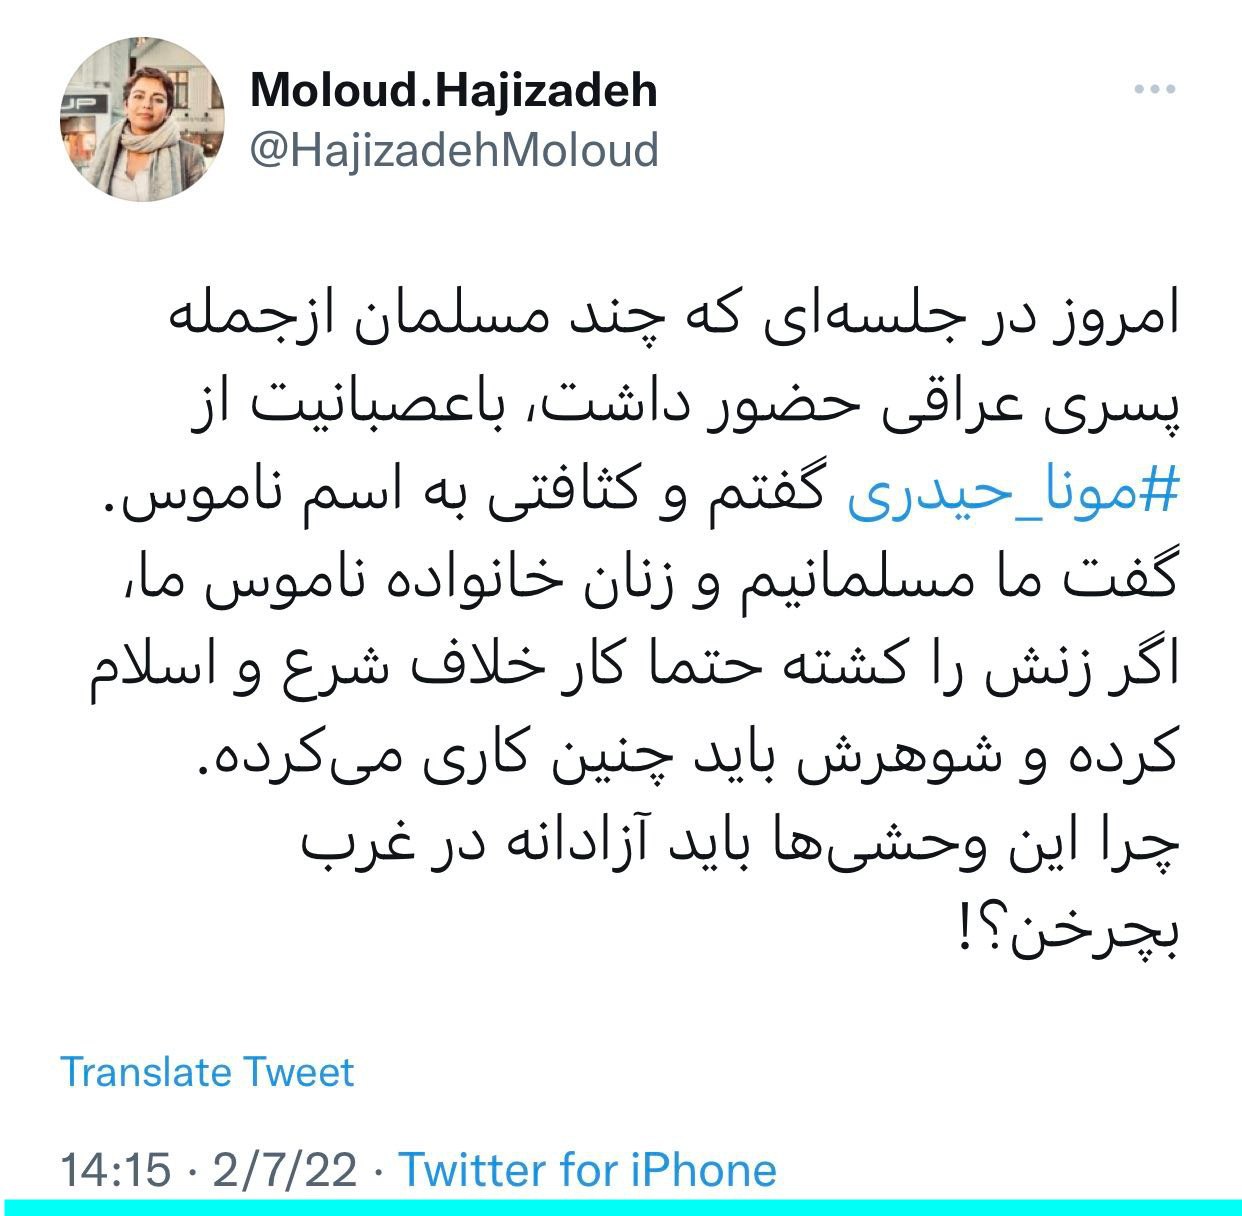 Moloud.Hajizadeh
@HajizadehMoloud
امروز در جلسه‌ای که چند مسلمان ازجمله
پسری عراقی حضور داشت، باعصبانیت از
#مونا_حیدری گفتم و کثافتی به اسم ناموس.
گفت ما مسلمانیم و زنان خانواده ناموس ما،
اگر زنش را کشته حتما کار خلاف شرع و اسلام
کرده و شوهرش باید چنین کاری می‌کرده.
چرا این وحشی‌ها باید آزادانه در غرب
بچرخن؟!
Translate Tweet
14:15 · 2/7/22 · Twitter for iPhone